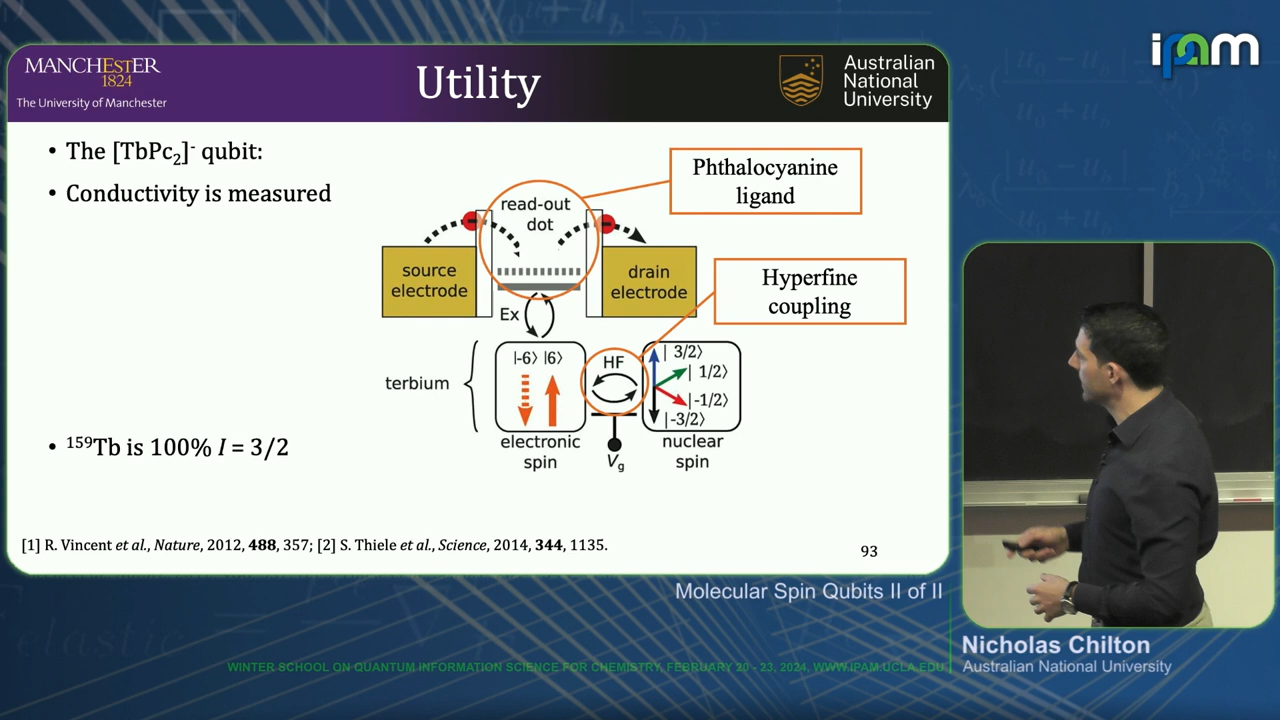 MANCHESTER
1824
The University of Manchester
Utility
Australian
National
University
ipam
• The [TbPc₂]⁻ qubit:
• Conductivity is measured
Phthalocyanine
ligand
read-out
dot
source
electrode
drain
electrode
Hyperfine
coupling
Ex
terbium
|-6⟩ |6⟩
HF
| 3/2⟩
| 1/2⟩
|-1/2⟩
|-3/2⟩
electronic
spin
Vg
nuclear
spin
• ¹⁵⁹Tb is 100% I = 3/2
[1] R. Vincent et al., Nature, 2012, 488, 357; [2] S. Thiele et al., Science, 2014, 344, 1135.
93
Molecular Spin Qubits II of II
Nicholas Chilton
Australian National University
WINTER SCHOOL ON QUANTUM INFORMATION SCIENCE FOR CHEMISTRY, FEBRUARY 20 - 23, 2024, WWW.IPAM.UCLA.EDU